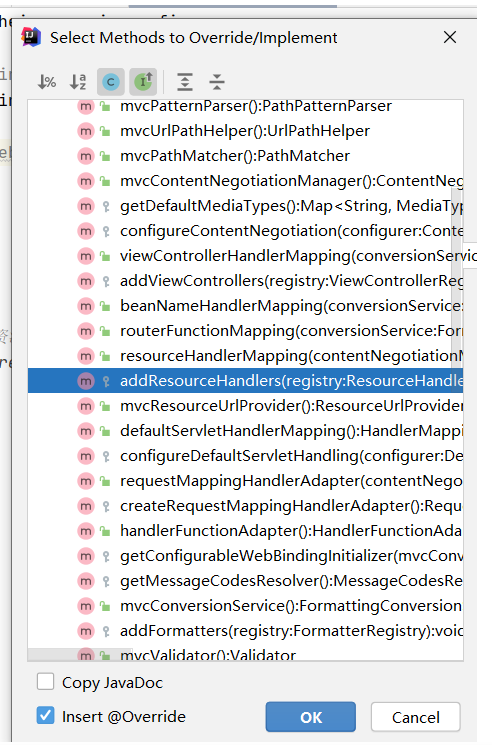 Select Methods to Override/Implement
mvcPatternParser():PathPatternParser
mvcUrlPathHelper():UrlPathHelper
mvcPathMatcher():PathMatcher
mvcContentNegotiationManager():ContentNeg
getDefaultMediaTypes():Map<String, MediaTyp
configureContentNegotiation(configurer:Conte
viewControllerHandlerMapping(conversionServic
addViewControllers(registry:ViewControllerReg
beanNameHandlerMapping(conversionService:
routerFunctionMapping(conversionService:For
resourceHandlerMapping(contentNegotiationM
addResourceHandlers(registry:ResourceHandle
mvcResourceUrlProvider():ResourceUrlProvider
defaultServletHandlerMapping():HandlerMappi
configureDefaultServletHandling(configurer:De
requestMappingHandlerAdapter(contentNego
createRequestMappingHandlerAdapter():Reque
handlerFunctionAdapter():HandlerFunctionAda
getConfigurableWebBindingInitializer(mvcConv
getMessageCodesResolver():MessageCodesRe
mvcConversionService():FormattingConversion
addFormatters(registry:FormatterRegistry):void
mvcValidator():Validator
Copy JavaDoc
Insert @Override
OK
Cancel